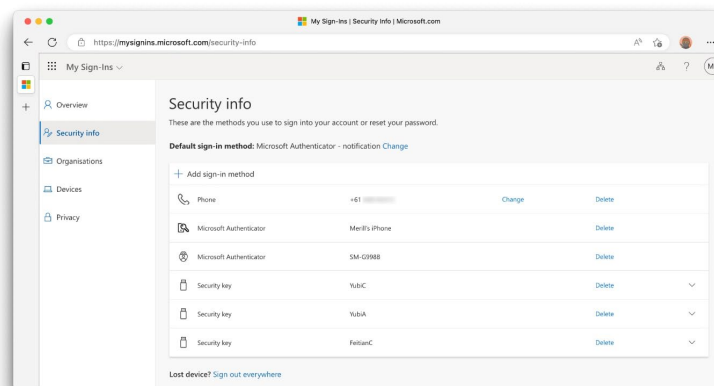 My Sign-Ins | Security Info | Microsoft.com
https://mysignins.microsoft.com/security-info
My Sign-Ins
M
Overview
Security info
Organisations
Devices
Privacy
Security info
These are the methods you use to sign into your account or reset your password.
Default sign-in method: Microsoft Authenticator - notification Change
+ Add sign-in method
Phone +61 Change Delete
Microsoft Authenticator Merill's iPhone Delete
Microsoft Authenticator SM-G9988 Delete
Security key YubiC Delete
Security key YubiA Delete
Security key FeitianC Delete
Lost device? Sign out everywhere